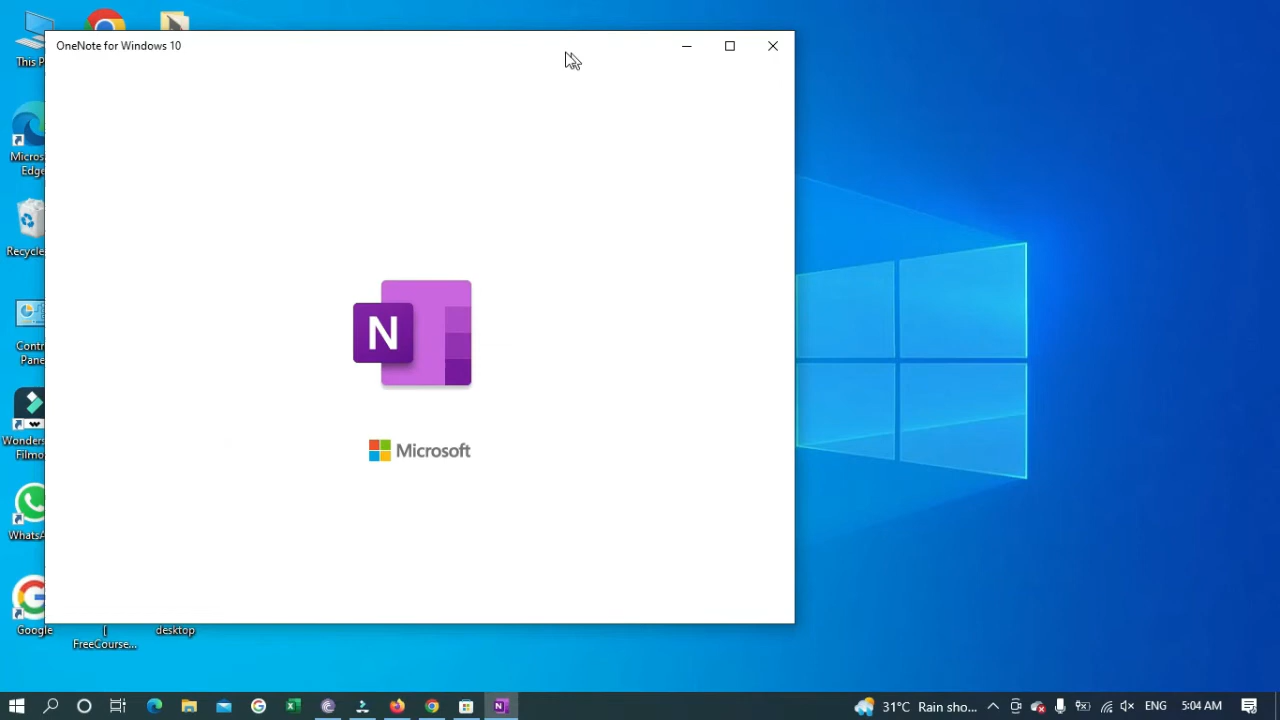 This P
OneNote for Windows 10
Micros
Edge
Recycle
Contr
Pane
N
Microsoft
Wonders
Filmo
WhatsA
Google
[
FreeCourse...
desktop
31°C Rain sho... ENG 5:04 AM